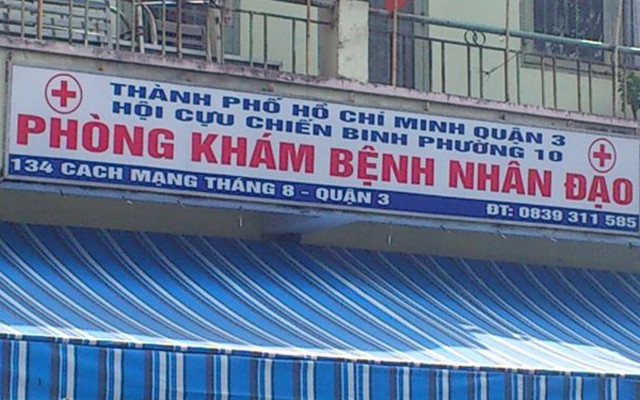 THÀNH PHỐ HỒ CHÍ MINH QUẬN 3
HỘI CỰU CHIẾN BINH PHƯỜNG 10
PHÒNG KHÁM BỆNH NHÂN ĐẠO
134 CACH MẠNG THÁNG 8 - QUẬN 3 ĐT: 0839 311 585